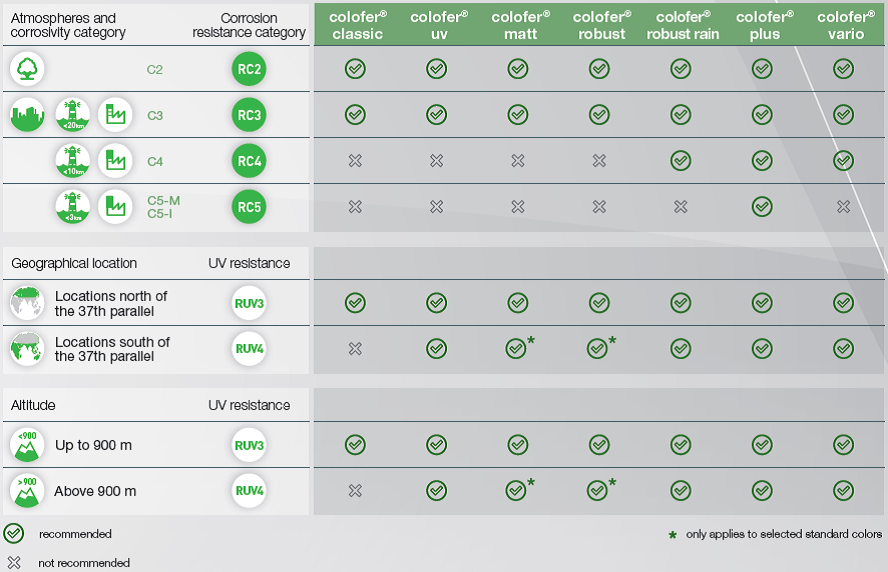 Atmospheres and corrosivity category
Corrosion resistance category
colofer® classic
colofer® uv
colofer® matt
colofer® robust
colofer® robust rain
colofer® plus
colofer® vario
C2
RC2
<20km
C3
RC3
<10km
C4
RC4
<3km
C5-M
C5-I
RC5
Geographical location
UV resistance
Locations north of
the 37th parallel
RUV3
Locations south of
the 37th parallel
RUV4
*
*
Altitude
UV resistance
<900
Up to 900 m
RUV3
>900
Above 900 m
RUV4
*
*
recommended
* only applies to selected standard colors
not recommended